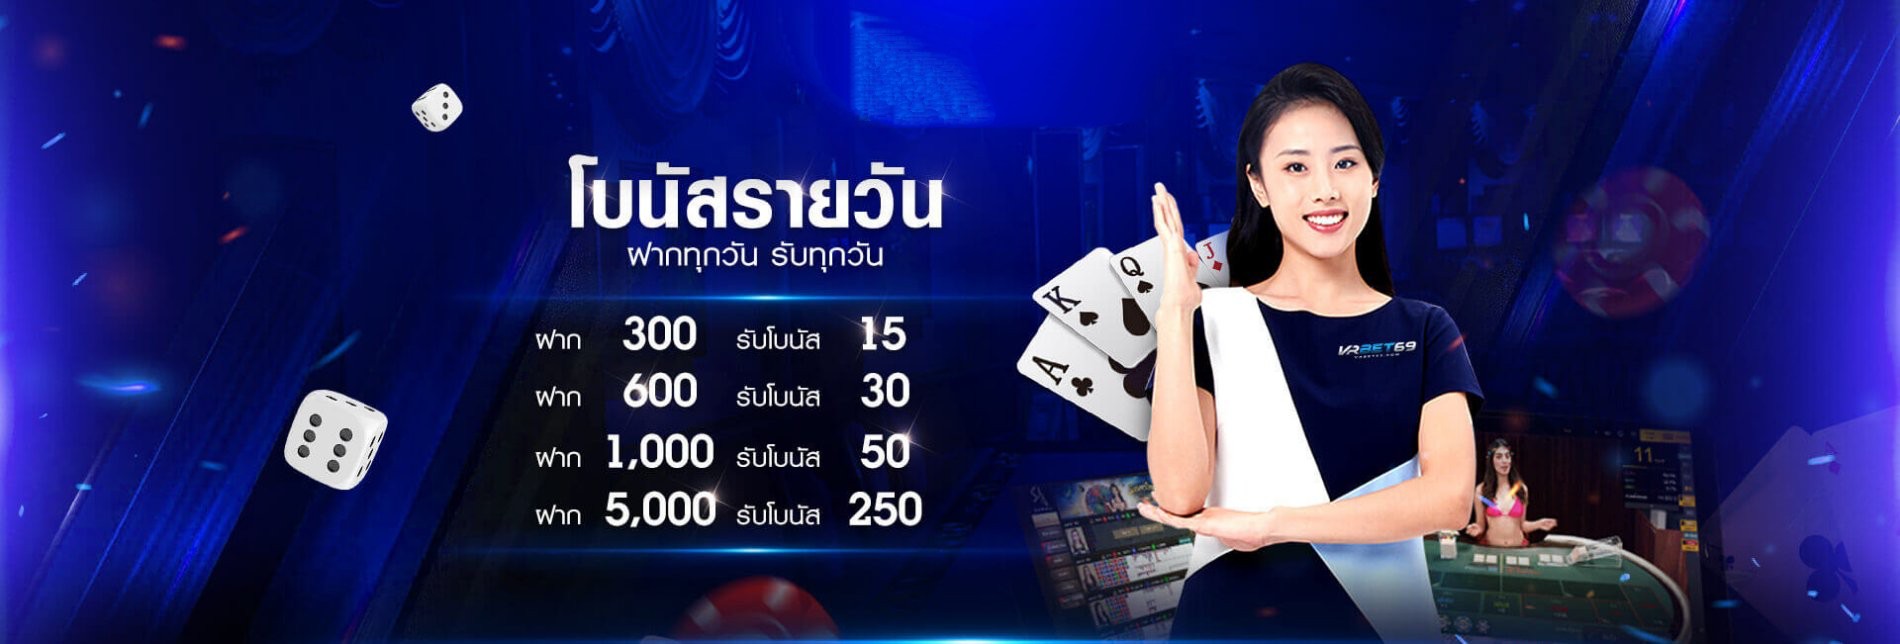 โบนัสรายวัน
ฝากทุกวัน รับทุกวัน
ฝาก 300 รับโบนัส 15
ฝาก 600 รับโบนัส 30
ฝาก 1,000 รับโบนัส 50
ฝาก 5,000 รับโบนัส 250
J
Q
K
A
VRBET69
11